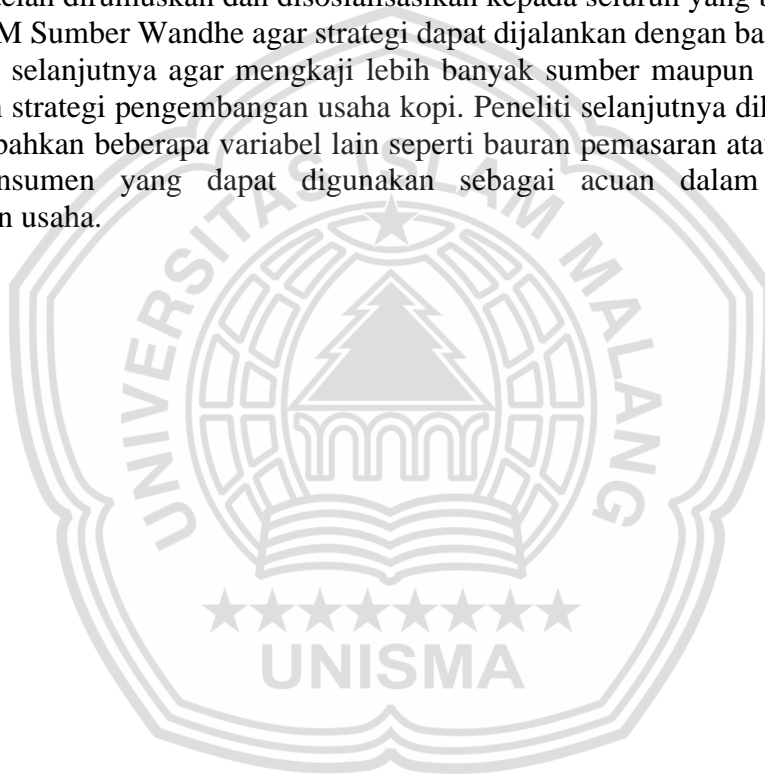 dirumuskan dan disosialisasikan kepada seluruh yang
M Sumber Wandhe agar strategi dapat dijalankan dengan ba
selanjutnya agar mengkaji lebih banyak sumber maupun
n strategi pengembangan usaha kopi. Peneliti selanjutnya dil
bahkan beberapa variabel lain seperti bauran pemasaran atau
nsumen yang dapat digunakan sebagai acuan dalam
n usaha.
UNIVERSITAS ISLAM MALANG
UNISMA